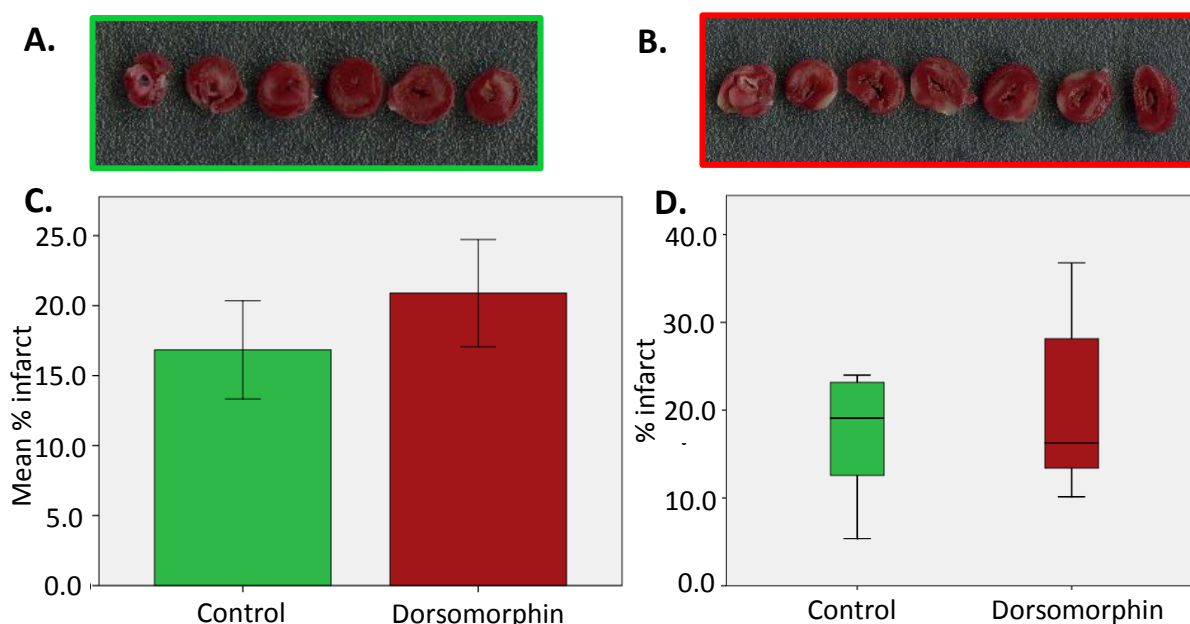 A.
B.
C.
Mean % infarct
25.0
20.0
15.0
10.0
5.0
0.0
Control
Dorsomorphin
D.
% infarct
40.0
30.0
20.0
10.0
0.0
Control
Dorsomorphin